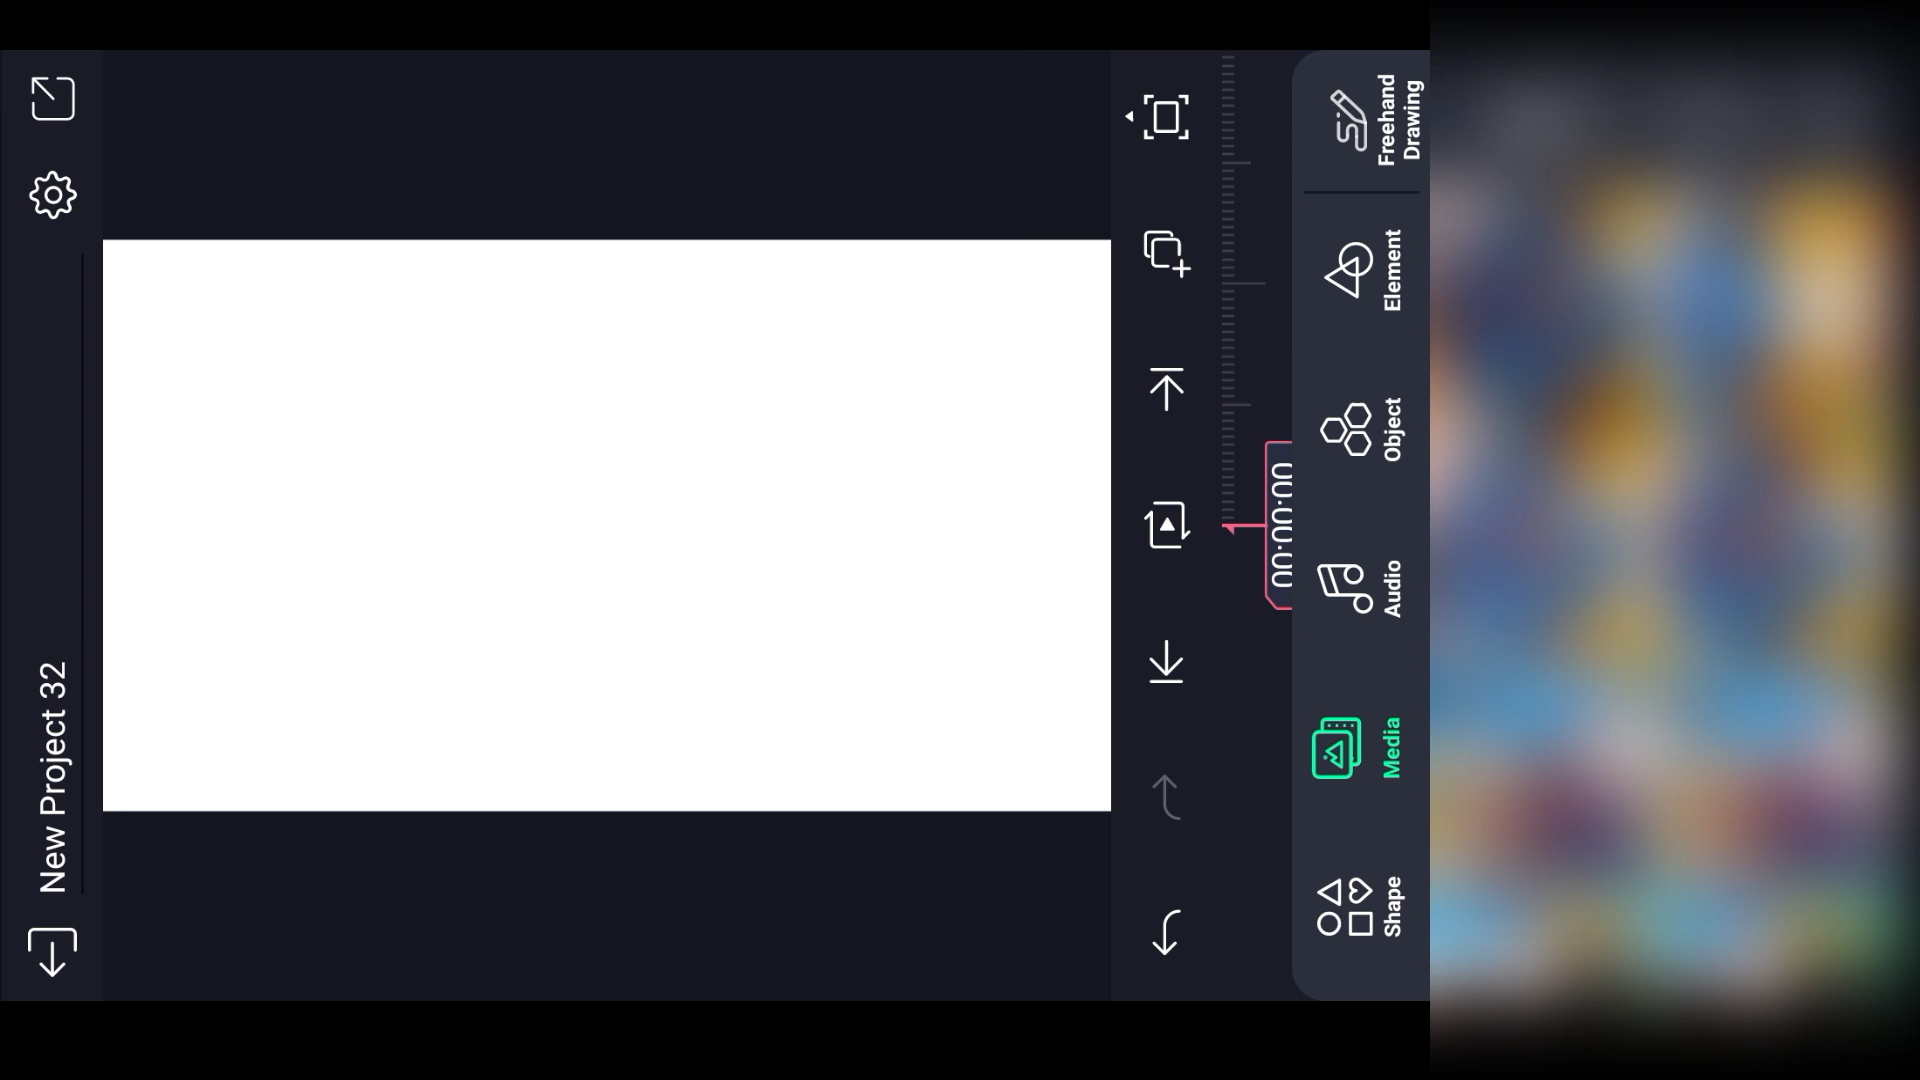 New Project 32
00:00:00
Shape
Media
Audio
Object
Element
Freehand
Drawing